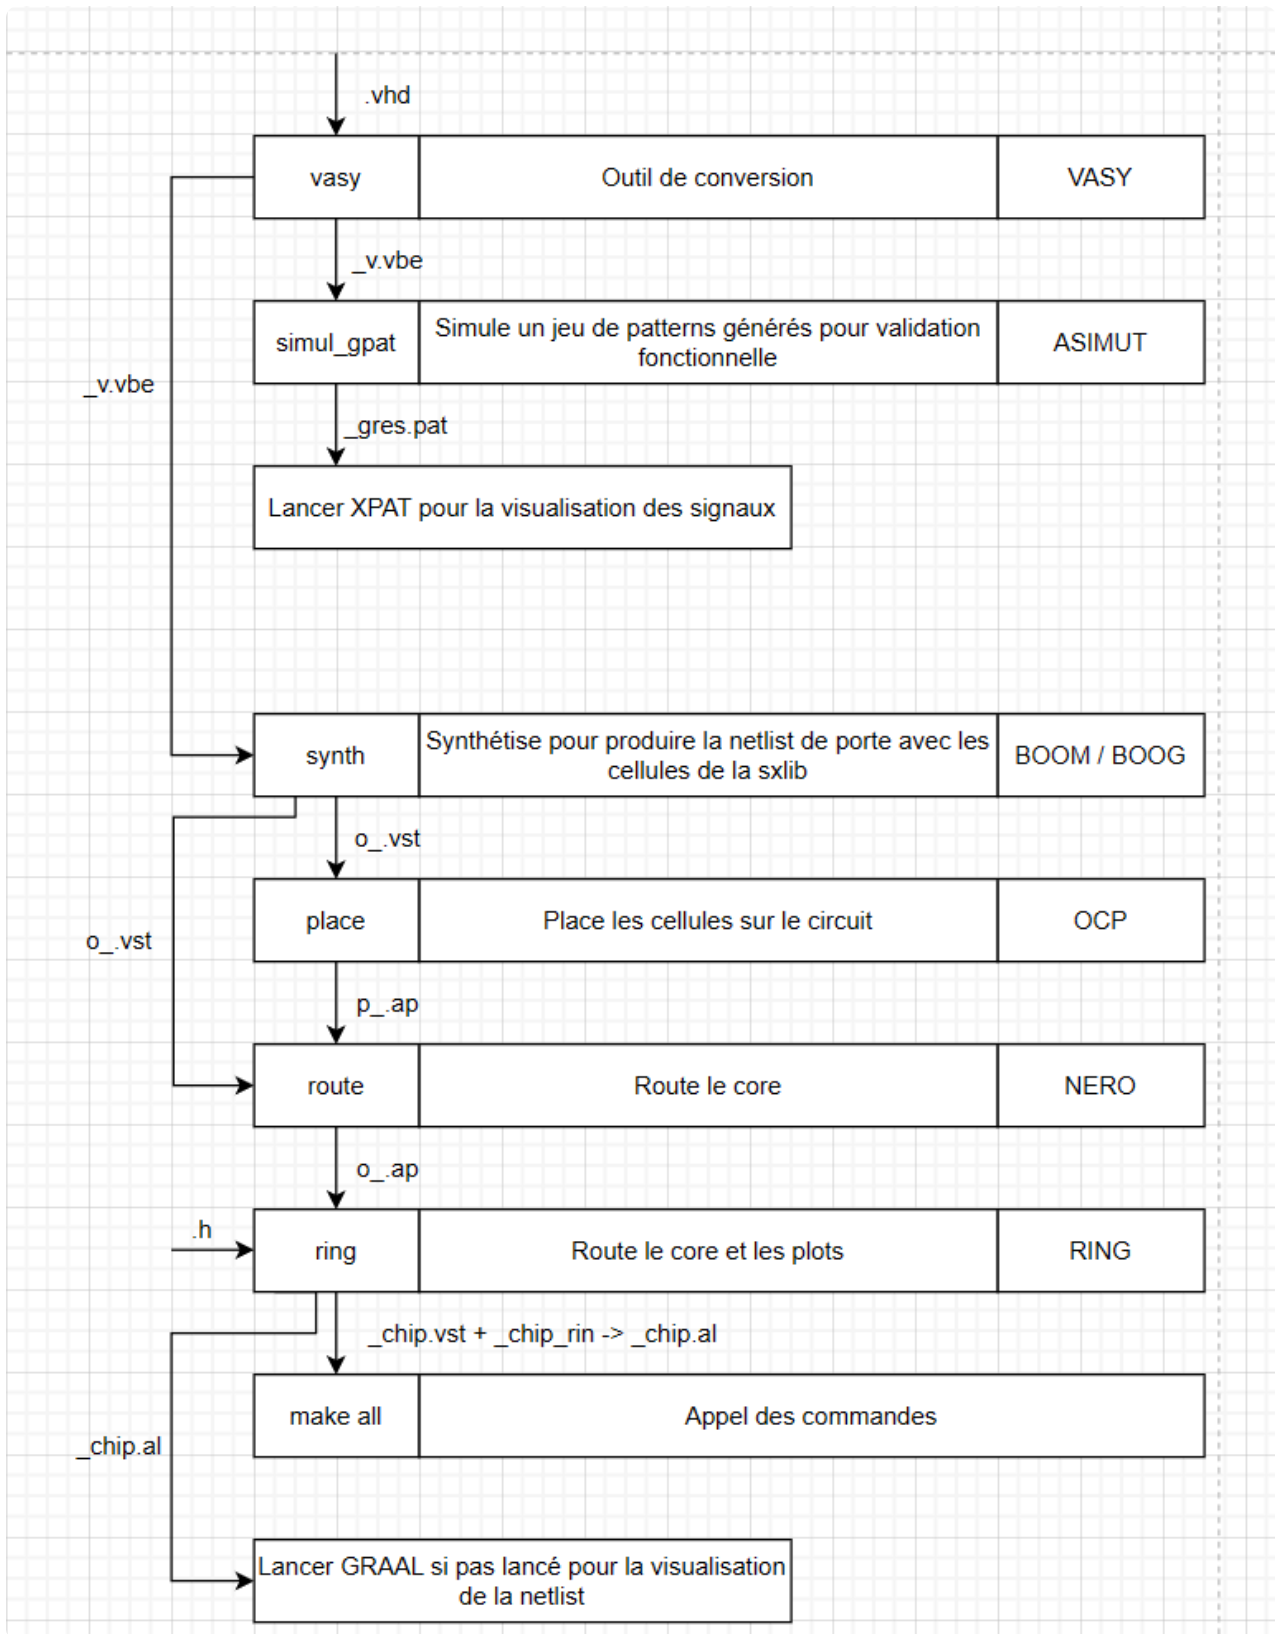 .vhd
vasy
Outil de conversion
VASY
_v.vbe
simul_gpat
Simule un jeu de patterns générés pour validation
fonctionnelle
ASIMUT
_v.vbe
_gres.pat
Lancer XPAT pour la visualisation des signaux
synth
Synthétise pour produire la netlist de porte avec les
cellules de la sxlib
BOOM / BOOG
o_.vst
place
Place les cellules sur le circuit
OCP
o_.vst
p_.ap
route
Route le core
NERO
o_.ap
.h
ring
Route le core et les plots
RING
_chip.vst + _chip_rin -> _chip.al
make all
Appel des commandes
_chip.al
Lancer GRAAL si pas lancé pour la visualisation
de la netlist